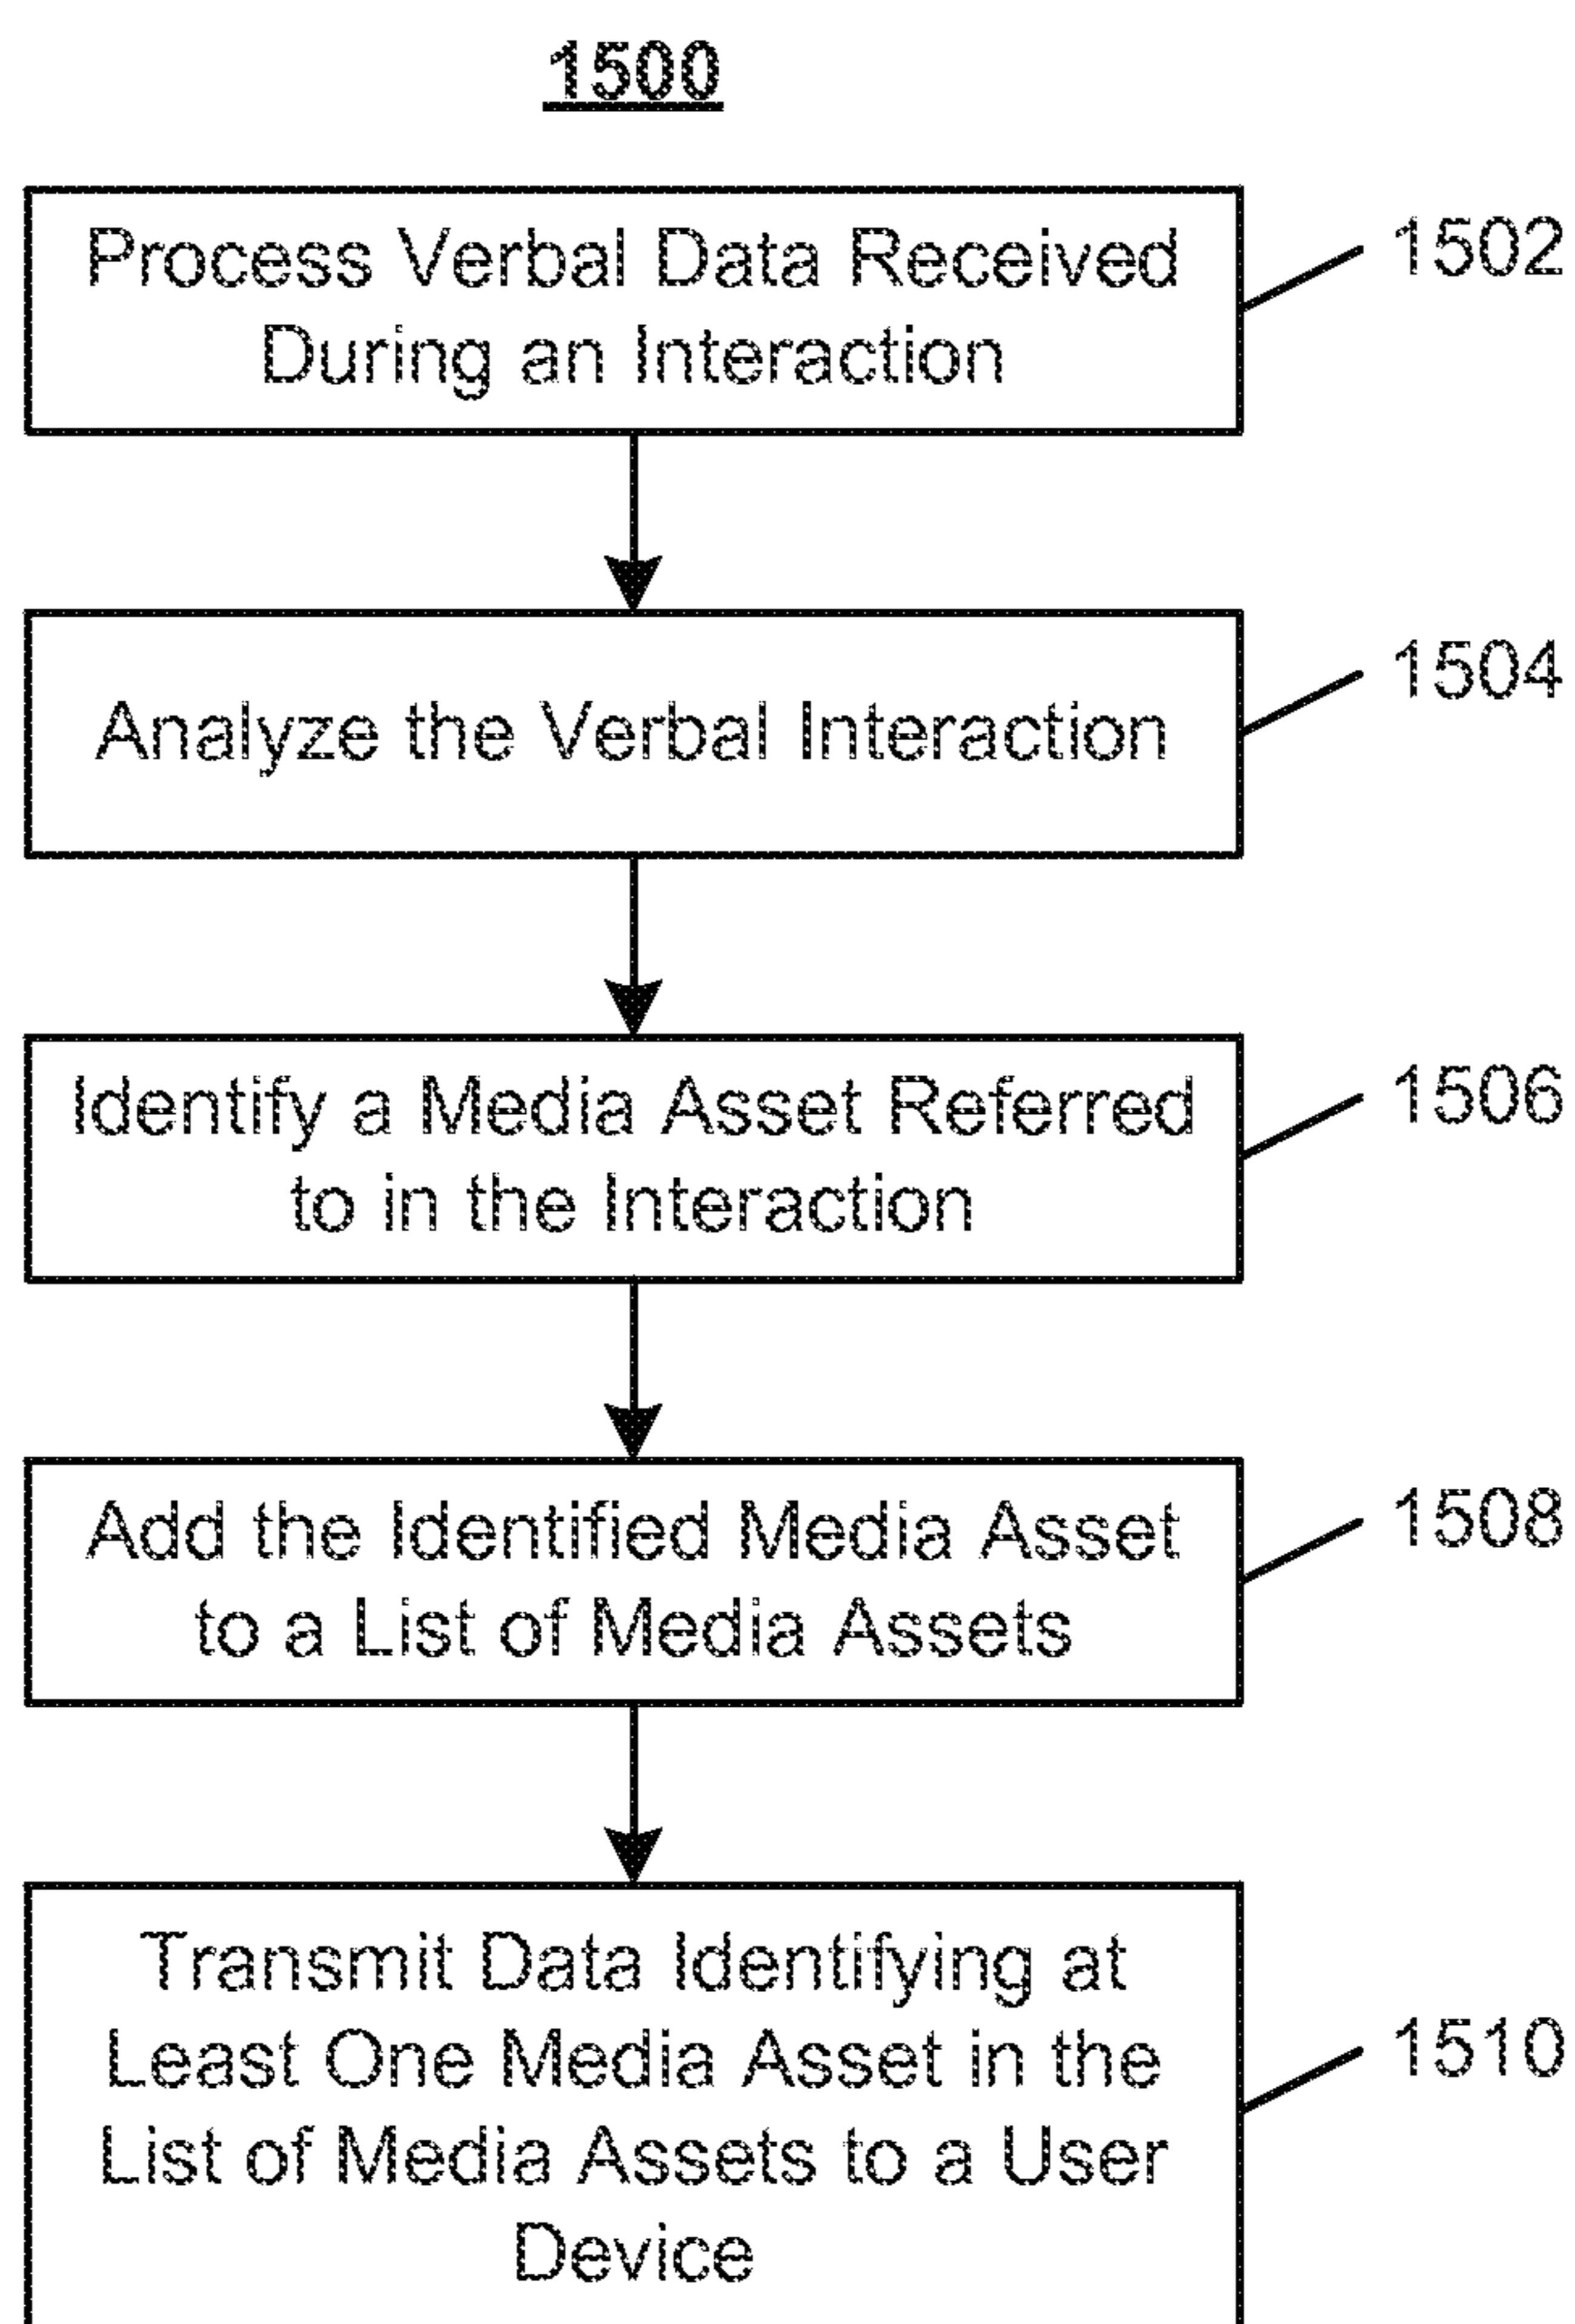 1500
Process Verbal Data Received
During an Interaction
1502
Analyze the Verbal Interaction
1504
Identify a Media Asset Referred
to in the Interaction
1506
Add the Identified Media Asset
to a List of Media Assets
1508
Transmit Data Identifying at
Least One Media Asset in the
List of Media Assets to a User
Device
1510